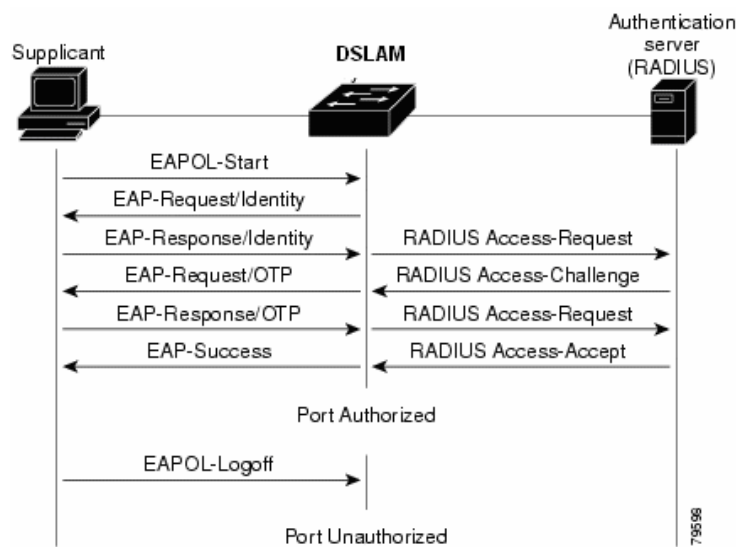 Supplicant
DSLAM
Authentication
server
(RADIUS)
EAPOL-Start
EAP-Request/Identity
EAP-Response/Identity
RADIUS Access-Request
EAP-Request/OTP
RADIUS Access-Challenge
EAP-Response/OTP
RADIUS Access-Request
EAP-Success
RADIUS Access-Accept
Port Authorized
EAPOL-Logoff
Port Unauthorized
79598